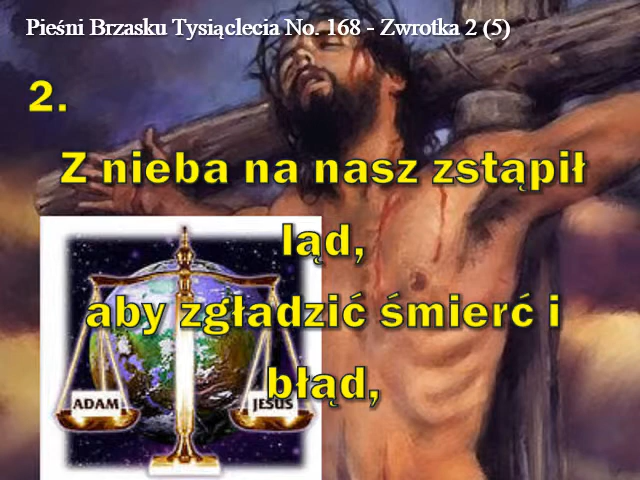 Pieśni Brzasku Tysiąclecia No. 168 - Zwrotka 2 (5)
2.
Z nieba na nasz zstąpił
ląd,
aby zgładzić śmierć i
błąd,
ADAM
JESUS